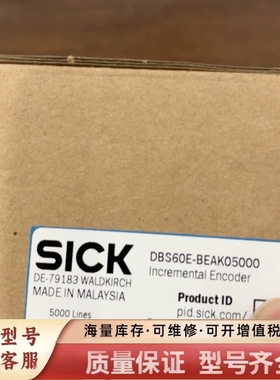 SICK
DE-79183 WALDKIRCH
MADE IN MALAYSIA
5000 Lines
DBS60E-BEAK05000
Incremental Encoder
Product ID
pid.sick.com/
型号
客服
海量库存·可维修·可开增值税
质量保证 型号齐